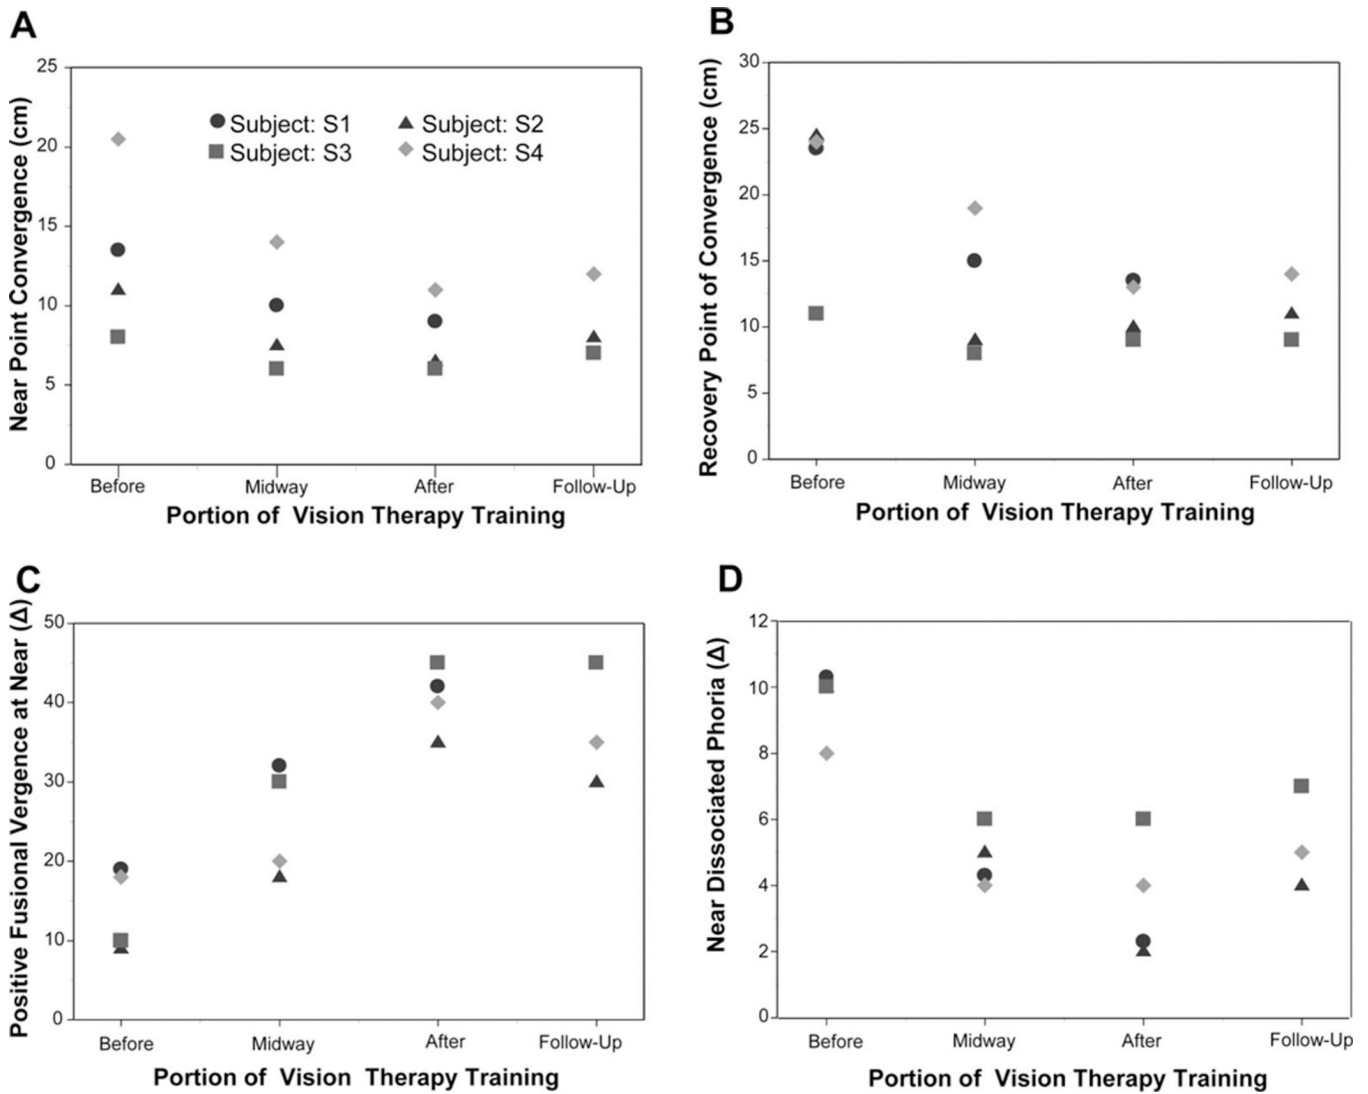 A
Near Point Convergence (cm)
25
20
15
10
5
0
Subject: S1
Subject: S2
Subject: S3
Subject: S4
Before
Midway
After
Follow-Up
Portion of Vision Therapy Training
B
Recovery Point of Convergence (cm)
30
25
20
15
10
5
0
Before
Midway
After
Follow-Up
Portion of Vision Therapy Training
C
Positive Fusional Vergence at Near (Δ)
50
40
30
20
10
0
Before
Midway
After
Follow-Up
Portion of Vision Therapy Training
D
Near Dissociated Phoria (Δ)
12
10
8
6
4
2
0
Before
Midway
After
Follow-Up
Portion of Vision Therapy Training